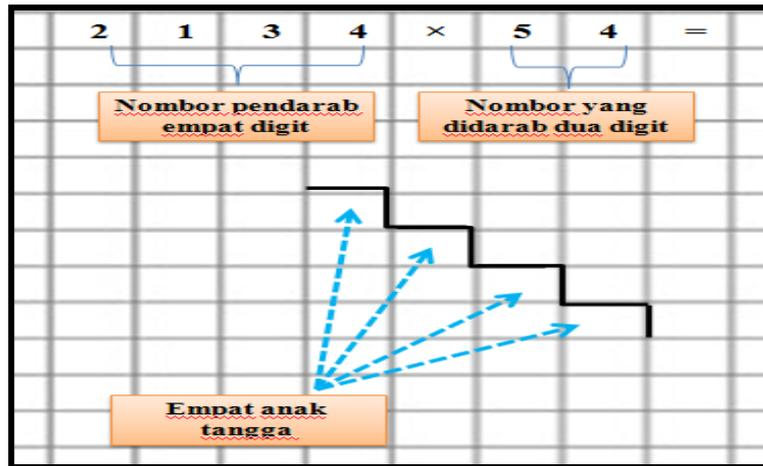 2 1 3 4 × 5 4 =
Nombor pendarab
empat digit
Nombor yang
didarab dua digit
Empat anak
tangga